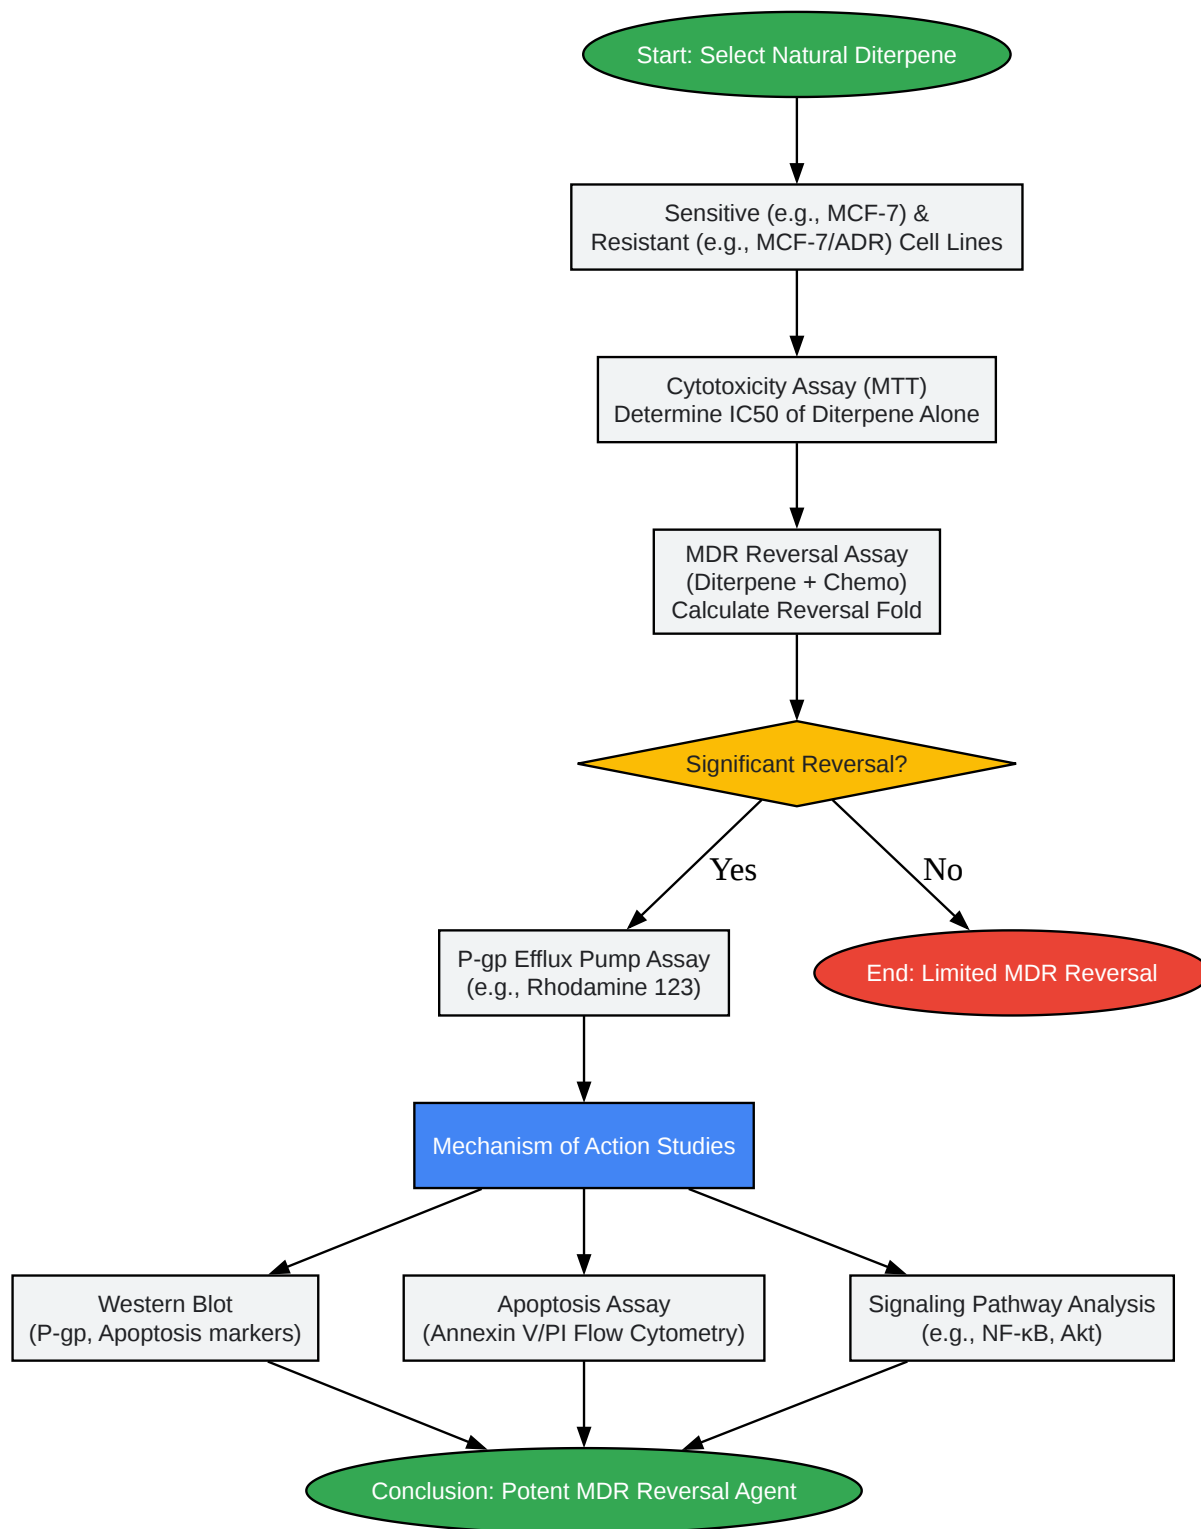 Start: Select Natural Diterpene
Sensitive (e.g., MCF-7) &
Resistant (e.g., MCF-7/ADR) Cell Lines
Cytotoxicity Assay (MTT)
Determine IC50 of Diterpene Alone
MDR Reversal Assay
(Diterpene + Chemo)
Calculate Reversal Fold
Significant Reversal?
Yes
No
P-gp Efflux Pump Assay
(e.g., Rhodamine 123)
End: Limited MDR Reversal
Mechanism of Action Studies
Western Blot
(P-gp, Apoptosis markers)
Apoptosis Assay
(Annexin V/PI Flow Cytometry)
Signaling Pathway Analysis
(e.g., NF-κB, Akt)
Conclusion: Potent MDR Reversal Agent